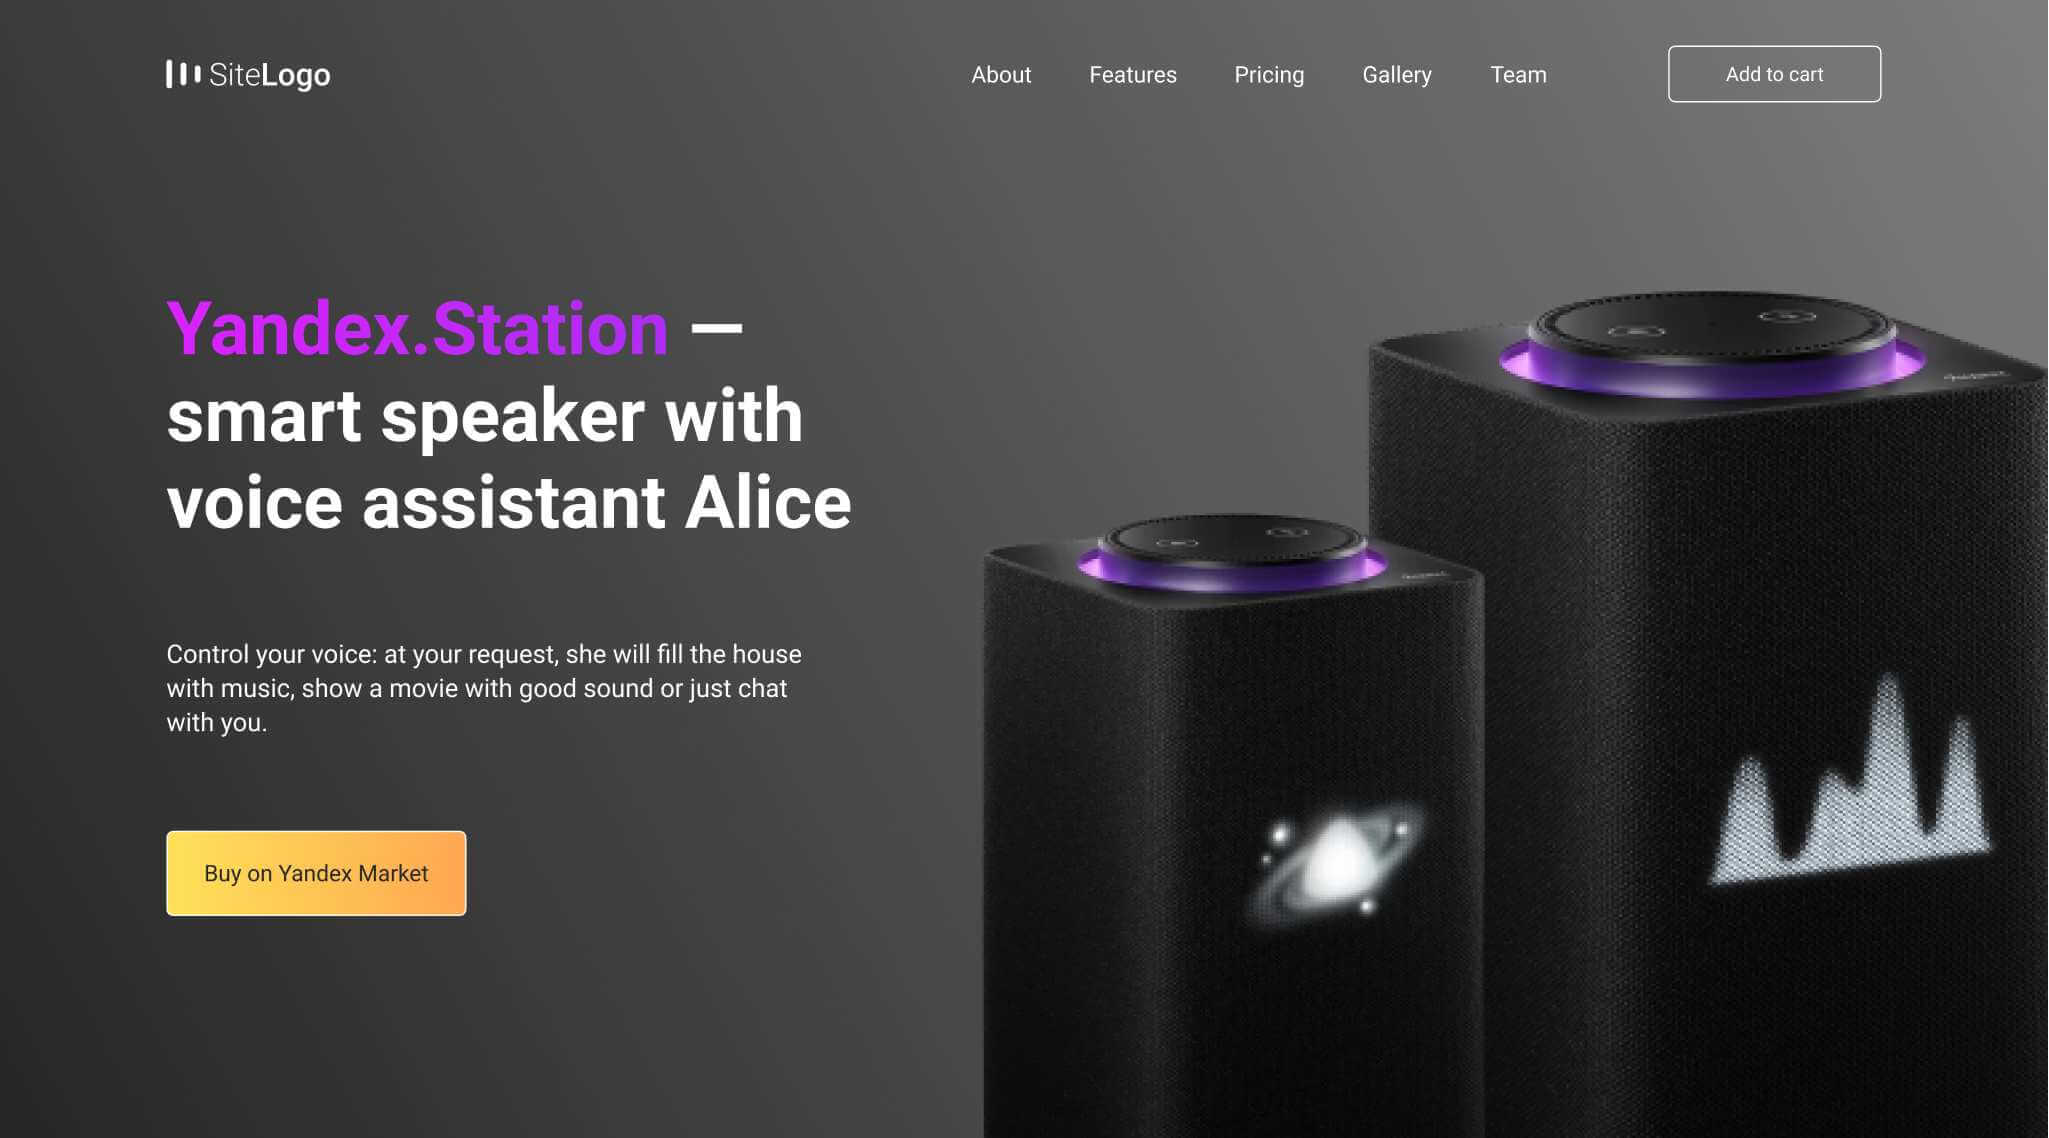 SiteLogo
About Features Pricing Gallery Team Add to cart
Yandex.Station —
smart speaker with
voice assistant Alice
Control your voice: at your request, she will fill the house
with music, show a movie with good sound or just chat
with you.
Buy on Yandex Market